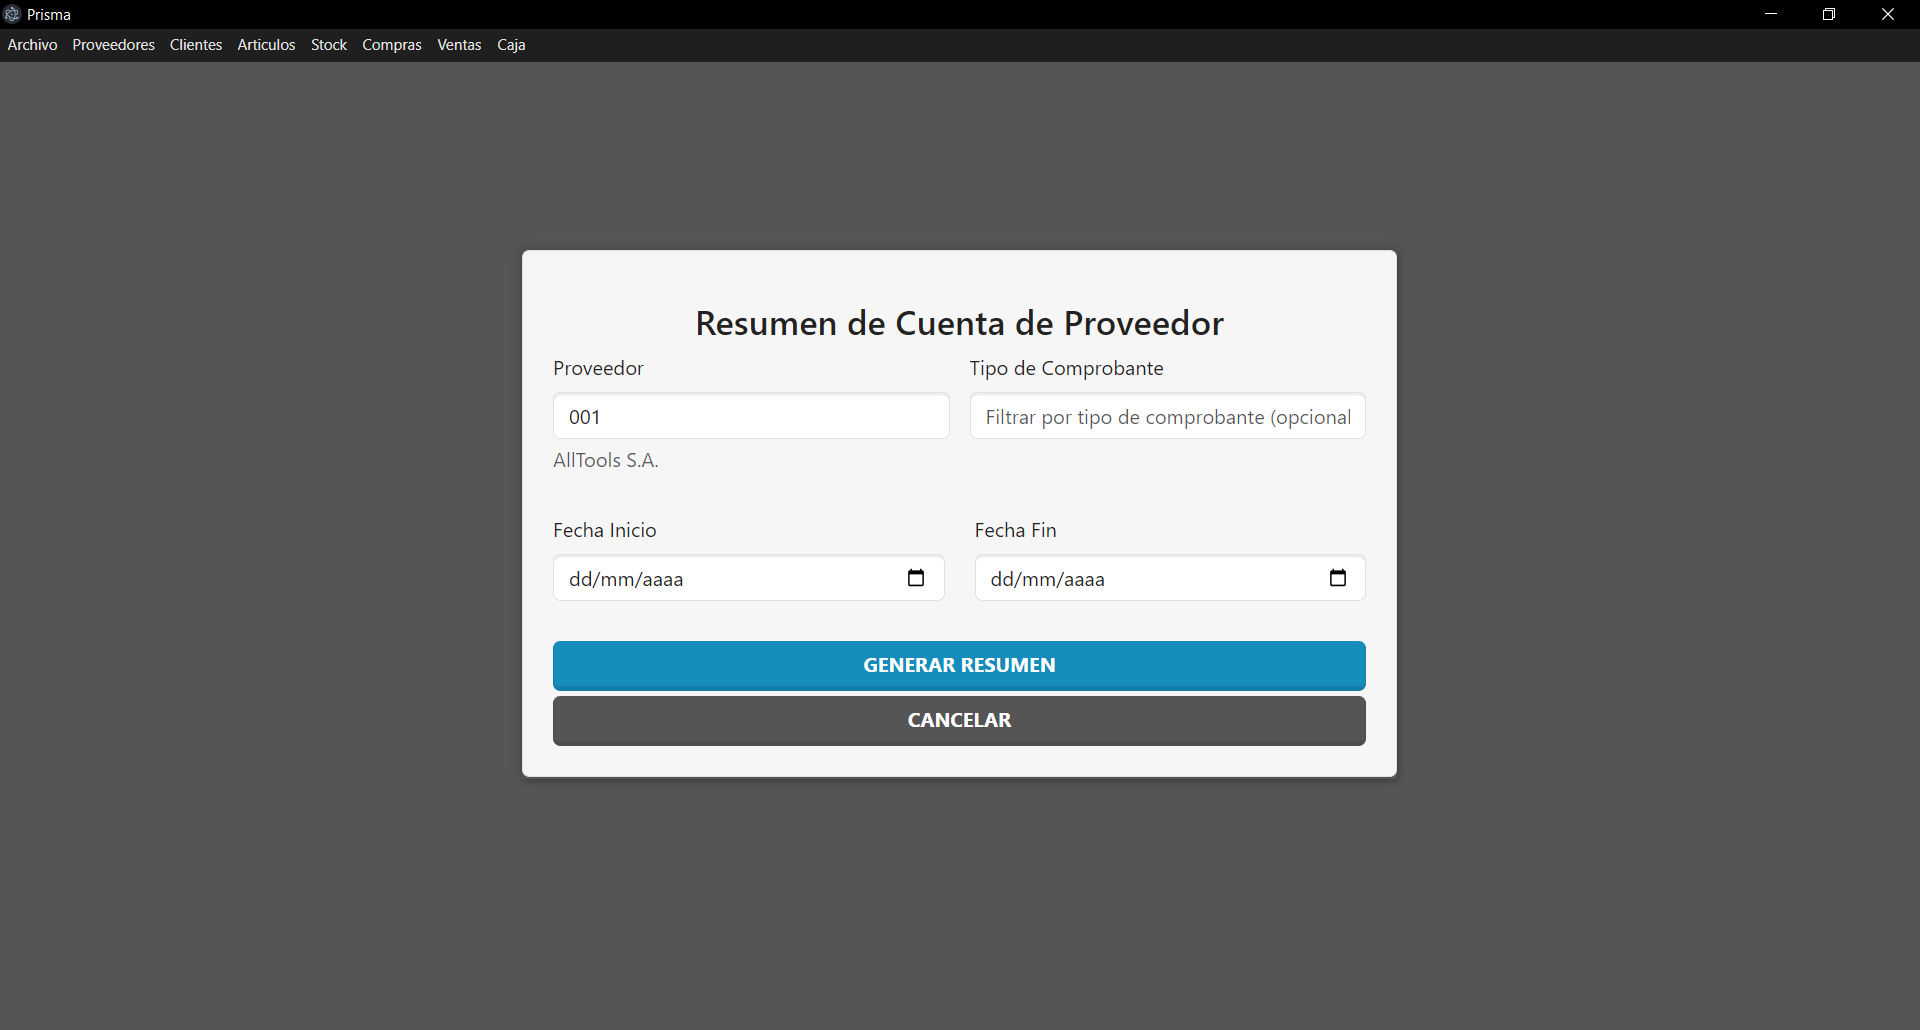 Prisma
Archivo Proveedores Clientes Articulos Stock Compras Ventas Caja
Resumen de Cuenta de Proveedor
Proveedor Tipo de Comprobante
001 Filtrar por tipo de comprobante (opcional
AllTools S.A.
Fecha Inicio Fecha Fin
dd/mm/aaaa dd/mm/aaaa
GENERAR RESUMEN
CANCELAR